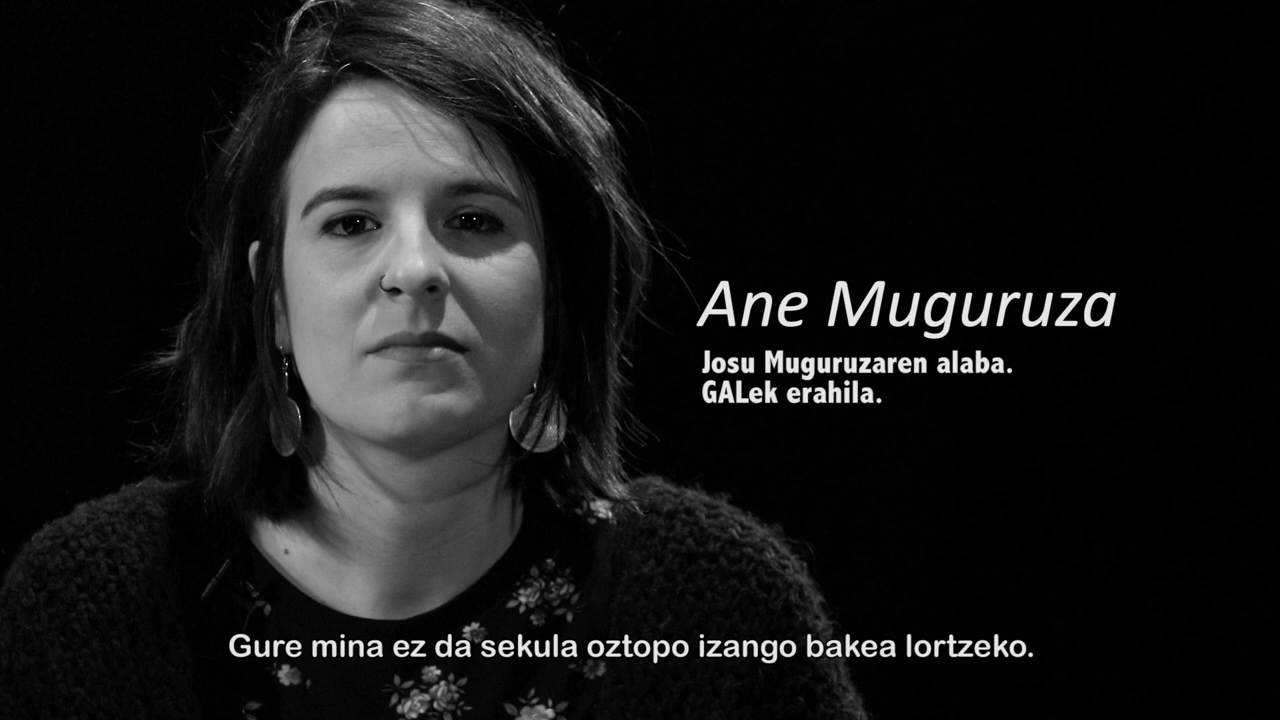 Ane Muguruza
Josu Muguruzaren alaba.
GALek erahila.
Gure mina ez da sekula oztopo izango bakea lortzeko.